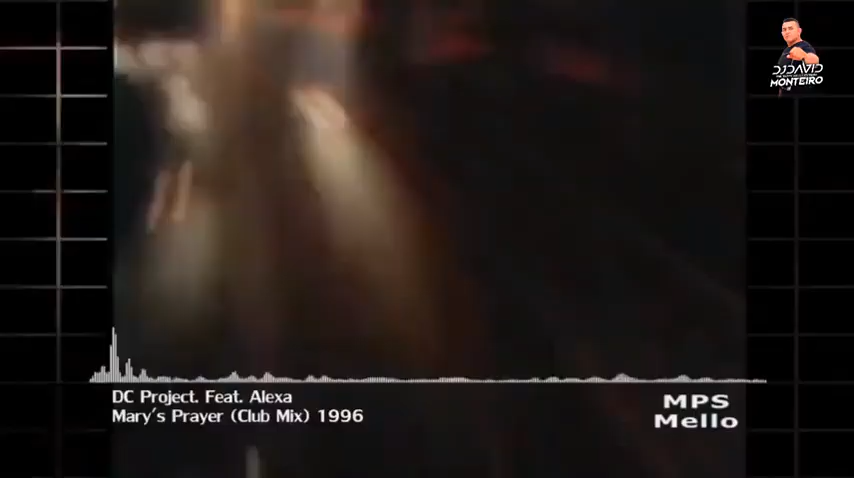 DJ DAVID
MONTEIRO
DC Project. Feat. Alexa
Mary's Prayer (Club Mix) 1996
MPS
Mello